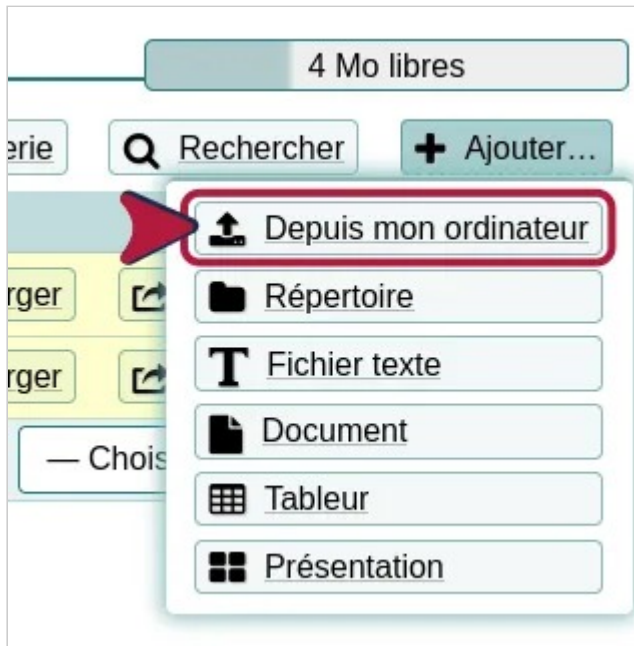 4 Mo libres
erie Rechercher Ajouter...
Depuis mon ordinateur
rger Répertoire
Fichier texte
rger
Document
— Chois
Tableur
Présentation